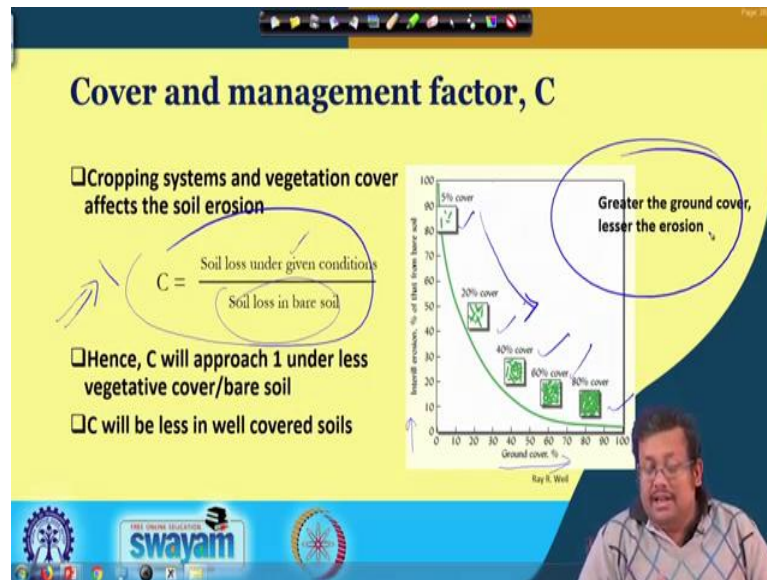 Cover and management factor, C
❑Cropping systems and vegetation cover
affects the soil erosion
C = Soil loss under given conditions
Soil loss in bare soil
❑Hence, C will approach 1 under less
vegetative cover/bare soil
❑C will be less in well covered soils
Greater the ground cover,
lesser the erosion
Interill erosion, % of that from bare soil
100
90
80
70
60
50
40
30
20
10
0
5% cover
20% cover
40% cover
60% cover
80% cover
0 10 20 30 40 50 60 70 80 90 100
Ground cover, %
Ray R. Weil
FREE ONLINE EDUCATION
swayam